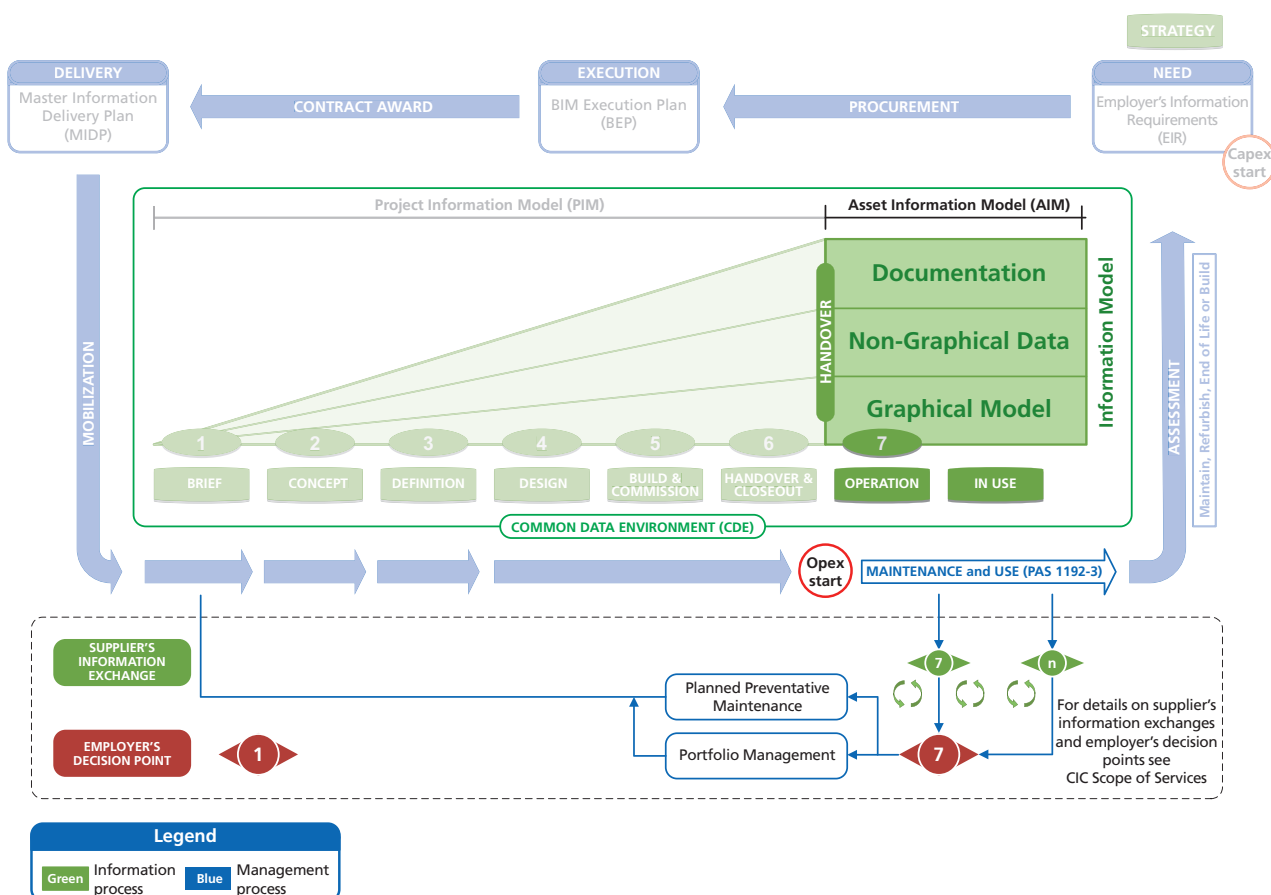 STRATEGY
DELIVERY
Master Information
Delivery Plan
(MIDP)
CONTRACT AWARD
EXECUTION
BIM Execution Plan
(BEP)
PROCUREMENT
NEED
Employer's Information
Requirements
(EIR)
Capex
start
Project Information Model (PIM)
Asset Information Model (AIM)
MOBILIZATION
HANDOVER
Documentation
Non-Graphical Data
Graphical Model
Information Model
ASSESSMENT
Maintain, Refurbish, End of Life or Build
1
2
3
4
5
6
7
BRIEF
CONCEPT
DEFINITION
DESIGN
BUILD &
COMMISSION
HANDOVER &
CLOSEOUT
OPERATION
IN USE
COMMON DATA ENVIRONMENT (CDE)
Opex
start
MAINTENANCE and USE (PAS 1192-3)
SUPPLIER'S
INFORMATION
EXCHANGE
7
n
Planned Preventative
Maintenance
For details on supplier's
information exchanges
and employer's decision
points see
CIC Scope of Services
EMPLOYER'S
DECISION POINT
1
Portfolio Management
7
Legend
Green
Information
process
Blue
Management
process